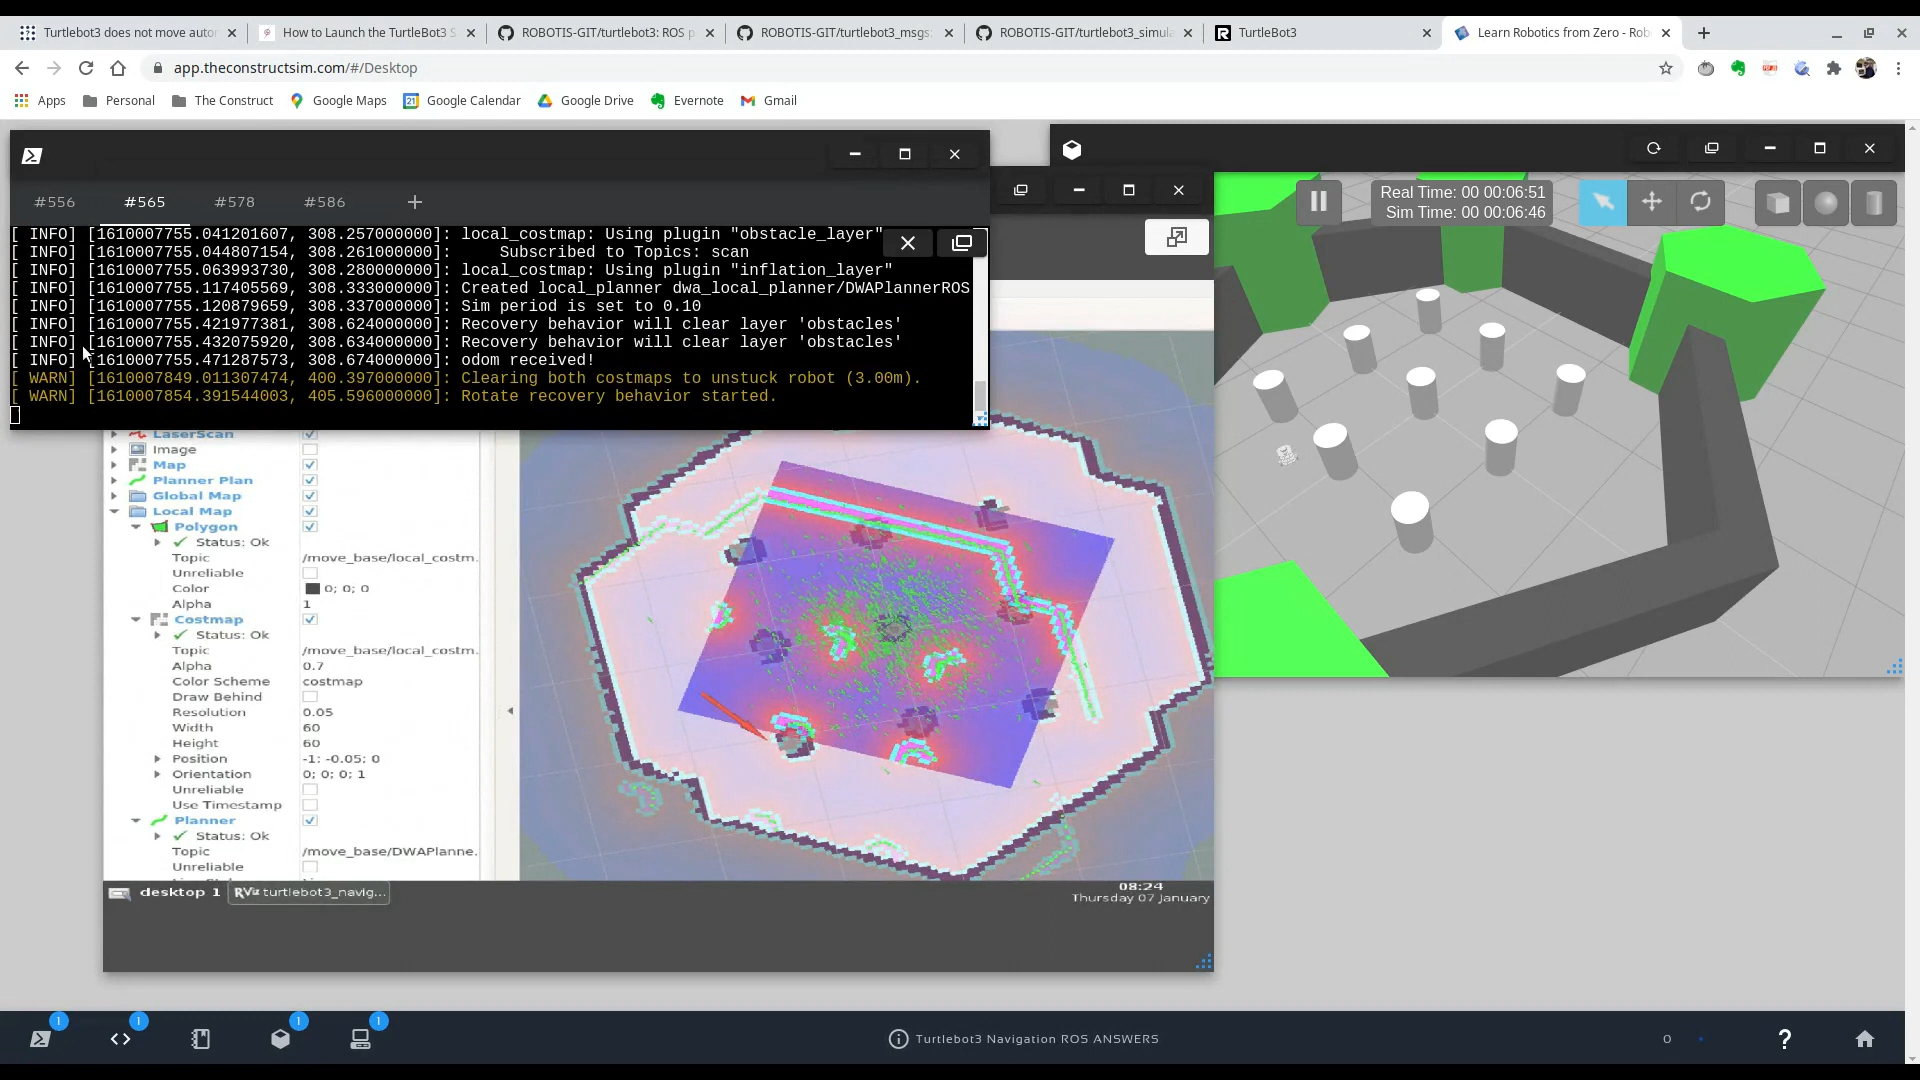 Turtlebot3 does not move autor
How to Launch the TurtleBot3 S
ROBOTIS-GIT/turtlebot3: ROS p
ROBOTIS-GIT/turtlebot3_msgs:
ROBOTIS-GIT/turtlebot3_simula
TurtleBot3
Learn Robotics from Zero - Rob
app.theconstructsim.com/#/Desktop
Apps
Personal
The Construct
Google Maps
Google Calendar
Google Drive
Evernote
Gmail
#556
#565
#578
#586
[ INFO] [1610007755.041201607, 308.257000000]: local_costmap: Using plugin "obstacle_layer"
[ INFO] [1610007755.044807154, 308.261000000]: Subscribed to Topics: scan
[ INFO] [1610007755.063993730, 308.280000000]: local_costmap: Using plugin "inflation_layer"
[ INFO] [1610007755.117405569, 308.333000000]: Created local_planner dwa_local_planner/DWAPlannerROS
[ INFO] [1610007755.120879659, 308.337000000]: Sim period is set to 0.10
[ INFO] [1610007755.421977381, 308.624000000]: Recovery behavior will clear layer 'obstacles'
[ INFO] [1610007755.432075920, 308.634000000]: Recovery behavior will clear layer 'obstacles'
[ INFO] [1610007755.471287573, 308.674000000]: odom received!
[ WARN] [1610007849.011307474, 400.397000000]: Clearing both costmaps to unstuck robot (3.00m).
[ WARN] [1610007854.391544003, 405.596000000]: Rotate recovery behavior started.
Real Time: 00 00:06:51
Sim Time: 00 00:06:46
LaserScan
Image
Map
Planner Plan
Global Map
Local Map
Polygon
Status: Ok
Topic /move_base/local_costm.
Unreliable
Color 0; 0; 0
Alpha 1
Costmap
Status: Ok
Topic /move_base/local_costm.
Alpha 0.7
Color Scheme costmap
Draw Behind
Resolution 0.05
Width 60
Height 60
Position -1; -0.05; 0
Orientation 0; 0; 0; 1
Unreliable
Use Timestamp
Planner
Status: Ok
Topic /move_base/DWAPlanne.
Unreliable
desktop 1
RViz turtlebot3_navig...
08:24
Thursday 07 January
1
1
1
1
Turtlebot3 Navigation ROS ANSWERS
0
?